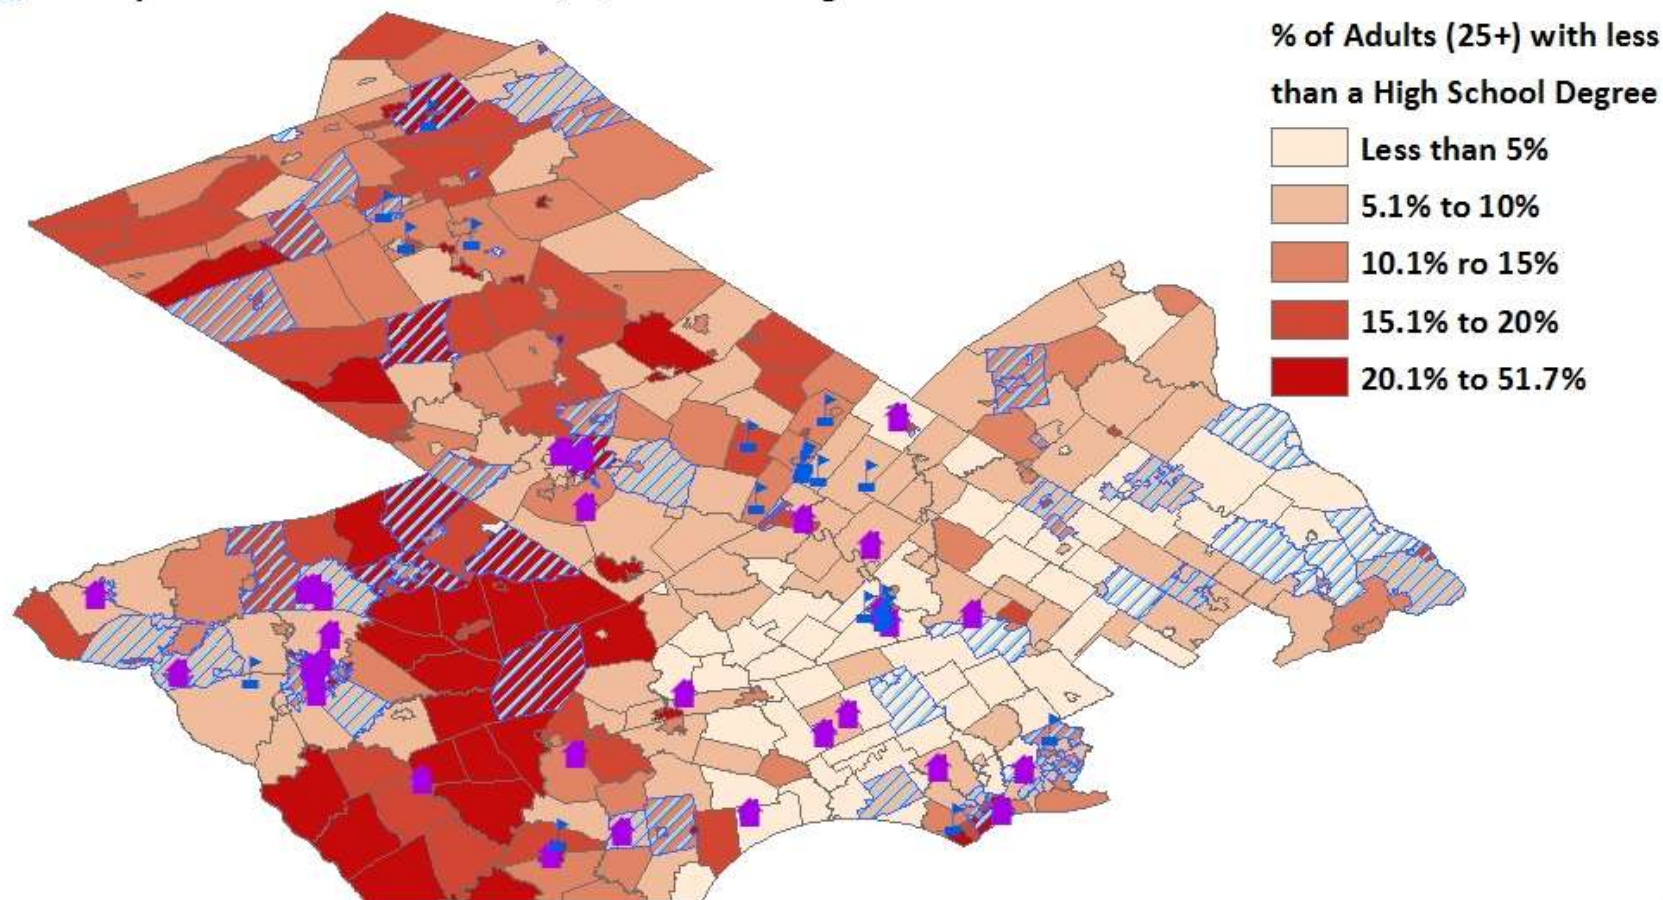 % of Adults (25+) with less
than a High School Degree
Less than 5%
5.1% to 10%
10.1% ro 15%
15.1% to 20%
20.1% to 51.7%